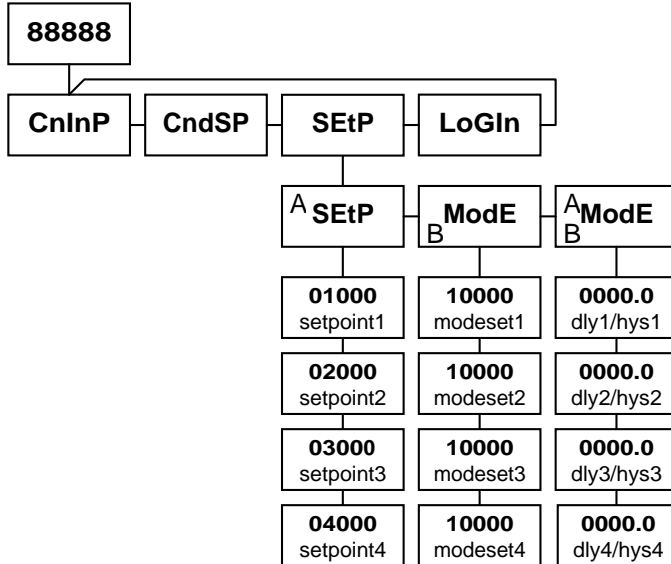 88888
CnInP CndSP SEtP LoGIn
A SEtP B ModE A B ModE
01000 10000 0000.0
setpoint1 modeset1 dly1/hys1
02000 10000 0000.0
setpoint2 modeset2 dly2/hys2
03000 10000 0000.0
setpoint3 modeset3 dly3/hys3
04000 10000 0000.0
setpoint4 modeset4 dly4/hys4